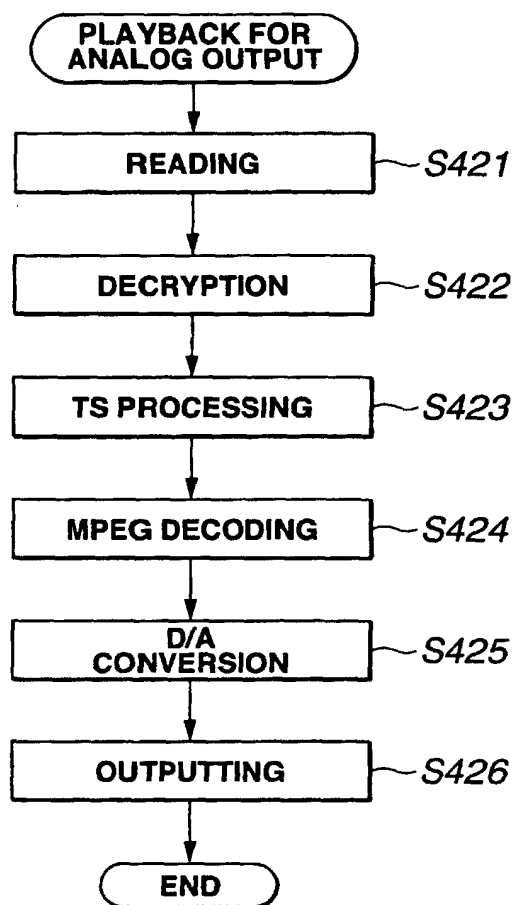 PLAYBACK FOR
ANALOG OUTPUT
READING
S421
DECRYPTION
S422
TS PROCESSING
S423
MPEG DECODING
S424
D/A
CONVERSION
S425
OUTPUTTING
S426
END